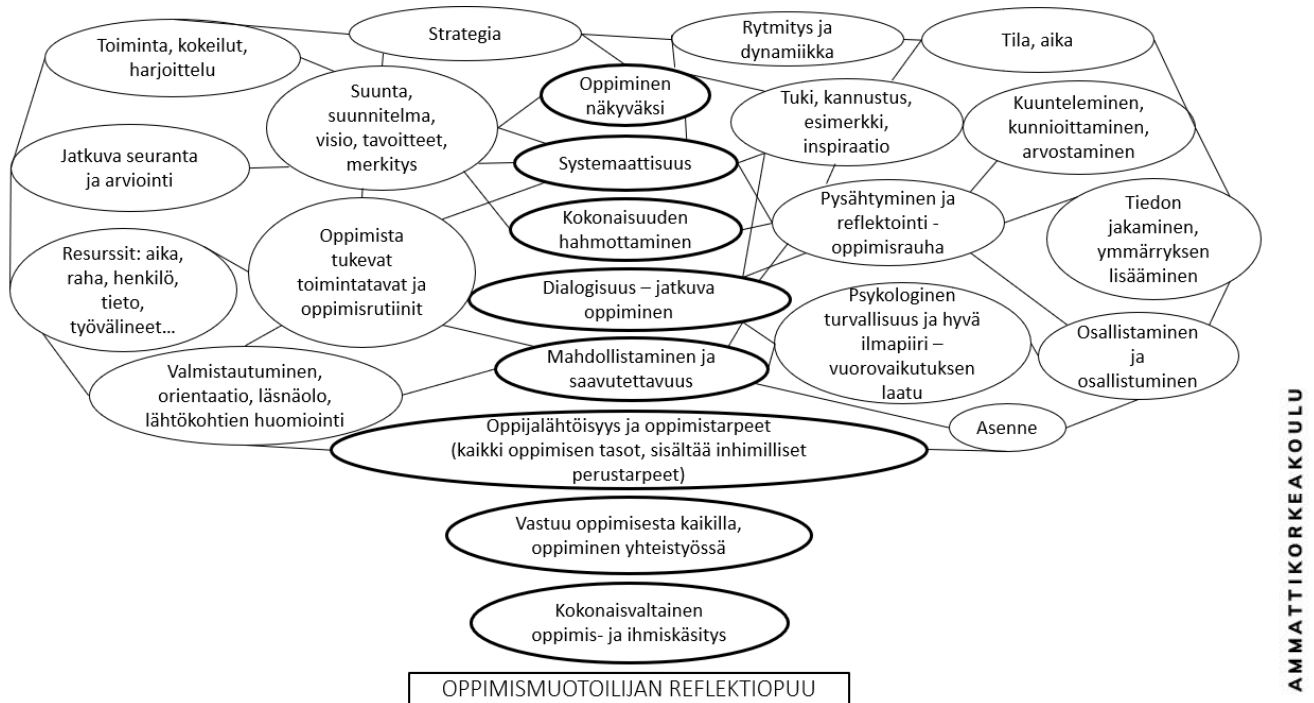 Toiminta, kokeilut,
harjoittelu
Strategia
Rytmitys ja
dynamiikka
Tila, aika
Suunta,
suunnitelma,
visio, tavoitteet,
merkitys
Oppiminen
näkyväksi
Tuki, kannustus,
esimerkki,
inspiraatio
Kuunteleminen,
kunnioittaminen,
arvostaminen
Jatkuva seuranta
ja arviointi
Systemaattisuus
Kokonaisuuden
hahmottaminen
Pysähtyminen ja
reflektointi -
oppimisrauha
Tiedon
jakaminen,
ymmärryksen
lisääminen
Resurssit: aika,
raha, henkilö,
tieto,
työvälineet…
Oppimista
tukevat
toimintatavat ja
oppimisrutiinit
Dialogisuus – jatkuva
oppiminen
Psykologinen
turvallisuus ja hyvä
ilmapiiri –
vuorovaikutuksen
laatu
Osallistaminen
ja
osallistuminen
Valmistautuminen,
orientaatio, läsnäolo,
lähtökohtien huomiointi
Mahdollistaminen ja
saavutettavuus
Asenne
Oppijalähtöisyys ja oppimistarpeet
(kaikki oppimisen tasot, sisältää inhimilliset
perustarpeet)
Vastuu oppimisesta kaikilla,
oppiminen yhteistyössä
Kokonaisvaltainen
oppimis- ja ihmiskäsitys
OPPIMISMUOTOILIJAN REFLEKTIOPUU
AMMATTIKORKEAKOULU